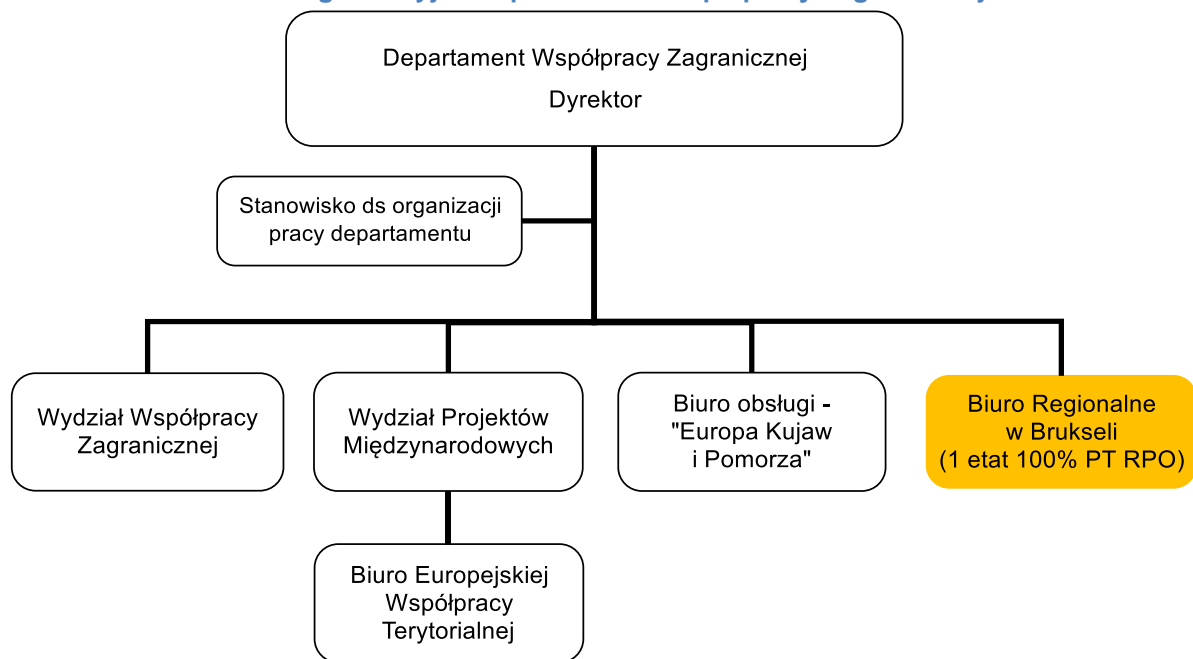 Departament Współpracy Zagranicznej
Dyrektor
Stanowisko ds organizacji
pracy departamentu
Wydział Współpracy
Zagranicznej
Wydział Projektów
Międzynarodowych
Biuro obsługi -
"Europa Kujaw
i Pomorza"
Biuro Regionalne
w Brukseli
(1 etat 100% PT RPO)
Biuro Europejskiej
Współpracy
Terytorialnej